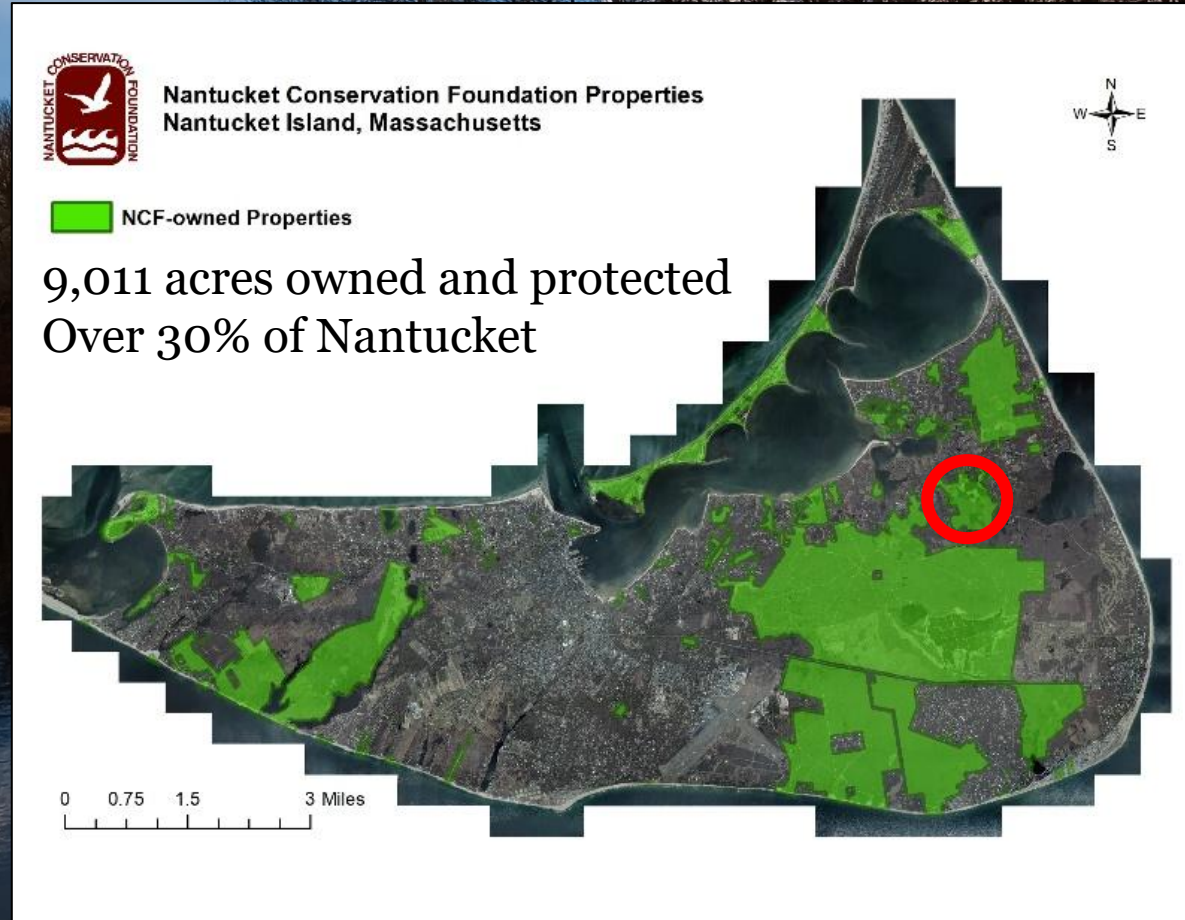 NANTUCKET CONSERVATION FOUNDATION
Nantucket Conservation Foundation Properties
Nantucket Island, Massachusetts
N
W E
S
NCF-owned Properties
9,011 acres owned and protected
Over 30% of Nantucket
0 0.75 1.5 3 Miles